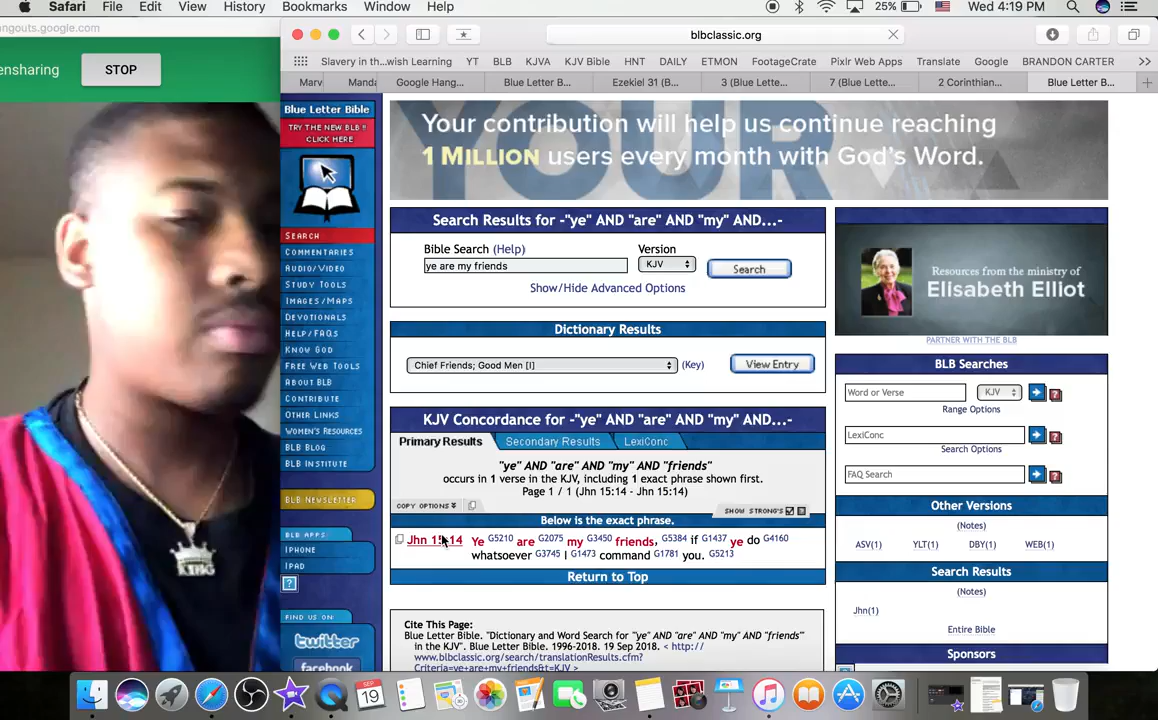 Safari File Edit View History Bookmarks Window Help 25% Wed 4:19 PM
angouts.google.com
blbclassic.org
ensharing STOP
Slavery in th...wish Learning YT BLB KJVA KJV Bible HNT DAILY ETMON FootageCrate Pixlr Web Apps Translate Google BRANDON CARTER
Marv Manda Google Hang... Blue Letter B... Ezekiel 31 (B... 3 (Blue Lette... 7 (Blue Lette... 2 Corinthian... Blue Letter B...
Blue Letter Bible
TRY THE NEW BLB !!
CLICK HERE
SEARCH
COMMENTARIES
AUDIO/VIDEO
STUDY TOOLS
IMAGES/MAPS
DEVOTIONALS
HELP/FAQS
KNOW GOD
FREE WEB TOOLS
ABOUT BLB
CONTRIBUTE
OTHER LINKS
WOMEN'S RESOURCES
BLB BLOG
BLB INSTITUTE
BLB NEWSLETTER
BLB APPS
IPHONE
IPAD
?
FIND US ON:
twitter
facebook
KING
YOUR
Your contribution will help us continue reaching
1 MILLION users every month with God's Word.
Search Results for -"ye" AND "are" AND "my" AND...-
Bible Search (Help) Version
ye are my friends KJV Search
Show/Hide Advanced Options
Dictionary Results
Chief Friends; Good Men [I] (Key) View Entry
KJV Concordance for -"ye" AND "are" AND "my" AND...-
Primary Results Secondary Results LexiConc
"ye" AND "are" AND "my" AND "friends"
occurs in 1 verse in the KJV, including 1 exact phrase shown first.
Page 1 / 1 (Jhn 15:14 - Jhn 15:14)
COPY OPTIONS SHOW STRONG'S
Below is the exact phrase.
Jhn 15:14 Ye G5210 are G2075 my G3450 friends, G5384 if G1437 ye do G4160
whatsoever G3745 I G1473 command G1781 you. G5213
Return to Top
Cite This Page:
Blue Letter Bible. "Dictionary and Word Search for "ye" AND "are" AND "my" AND "friends"
in the KJV". Blue Letter Bible. 1996-2018. 19 Sep 2018. < http://
www.blbclassic.org/search/translationResults.cfm?
Criteria=ye+are+my+friends&t=KJV >
Resources from the ministry of
Elisabeth Elliot
PARTNER WITH THE BLB
BLB Searches
Word or Verse KJV ?
Range Options
LexiConc ?
Search Options
FAQ Search ?
Other Versions
(Notes)
ASV(1) YLT(1) DBY(1) WEB(1)
Search Results
(Notes)
Jhn(1)
Entire Bible
Sponsors
SEP
19